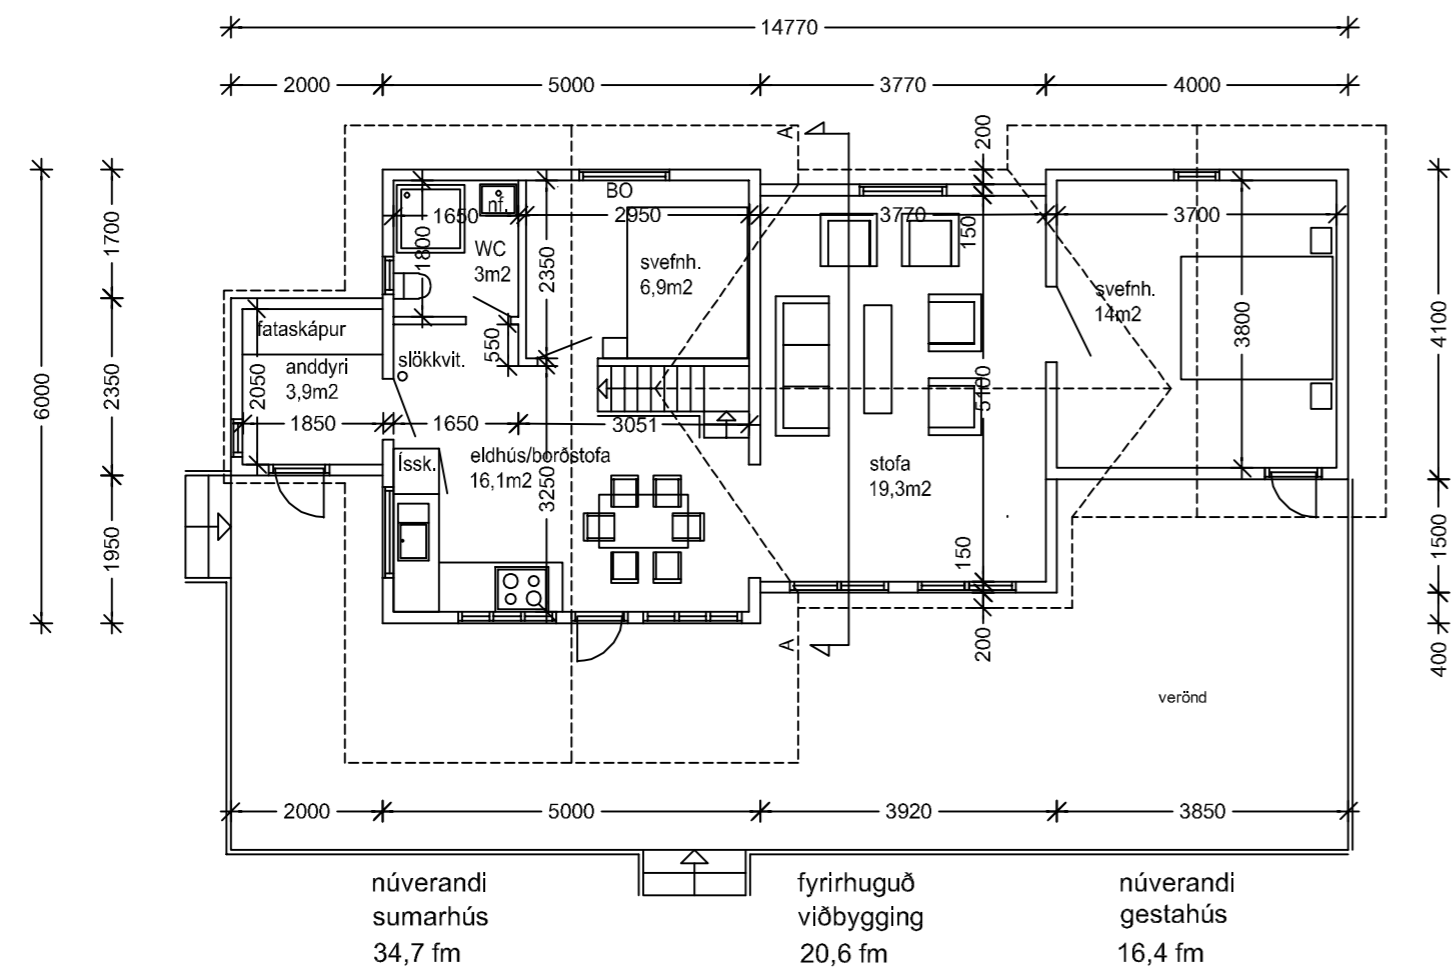 14770
2000
5000
3770
4000
A
200
BO
nf.
1650
2950
3770
3700
150
1700
1800
WC
3m2
2350
svefnh.
6,9m2
svefnh.
14m2
fataskápur
slökkvit.
550
3800
4100
anddyri
3,9m2
2050
2350
6000
5100
1850
1650
3051
Íssk.
eldhús/borðstofa
16,1m2
3250
stofa
19,3m2
1950
150
1500
A
200
400
verönd
2000
5000
3920
3850
núverandi
sumarhús
34,7 fm
fyrirhuguð
viðbygging
20,6 fm
núverandi
gestahús
16,4 fm